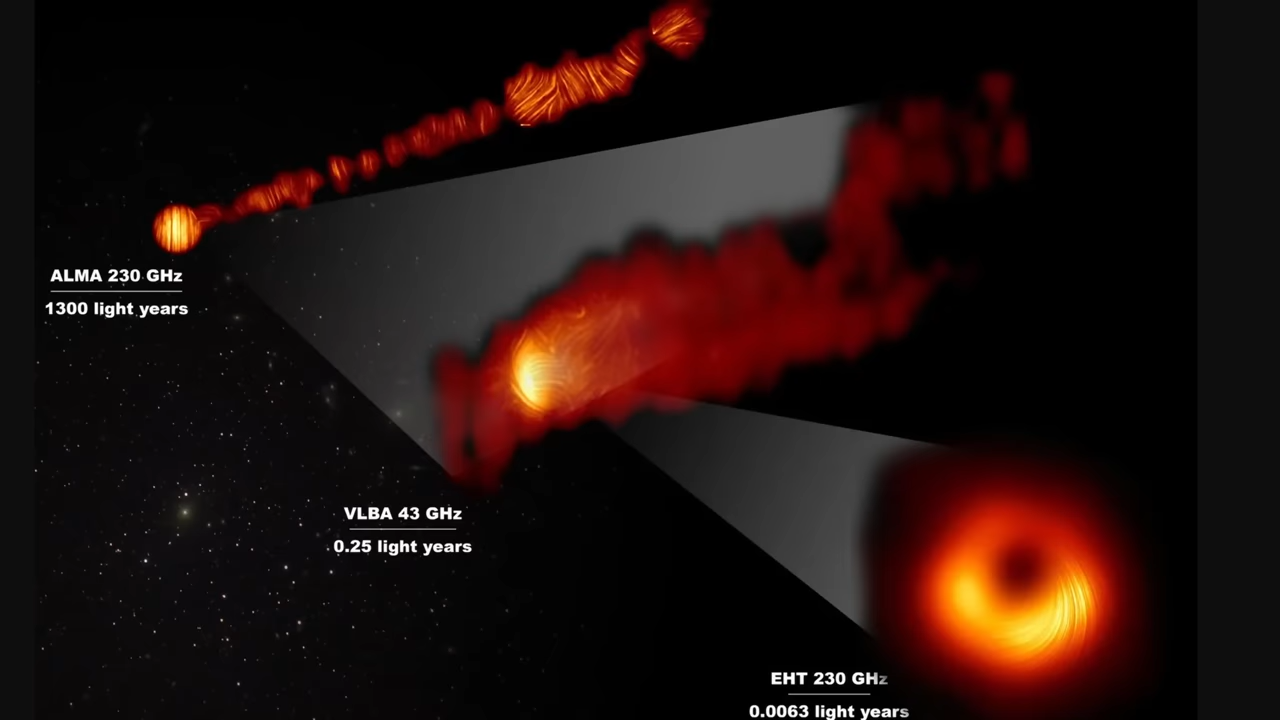 ALMA 230 GHz
1300 light years
VLBA 43 GHz
0.25 light years
EHT 230 GHz
0.0063 light years